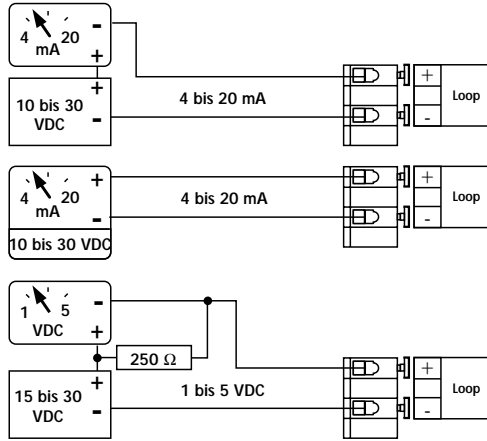 4 20
mA
-
+
10 bis 30
VDC
+
-
4 bis 20 mA
+
-
Loop
4 20
mA
+
-
10 bis 30 VDC
4 bis 20 mA
+
-
Loop
1 5
VDC
-
+
250 Ω
15 bis 30
VDC
+
-
1 bis 5 VDC
+
-
Loop